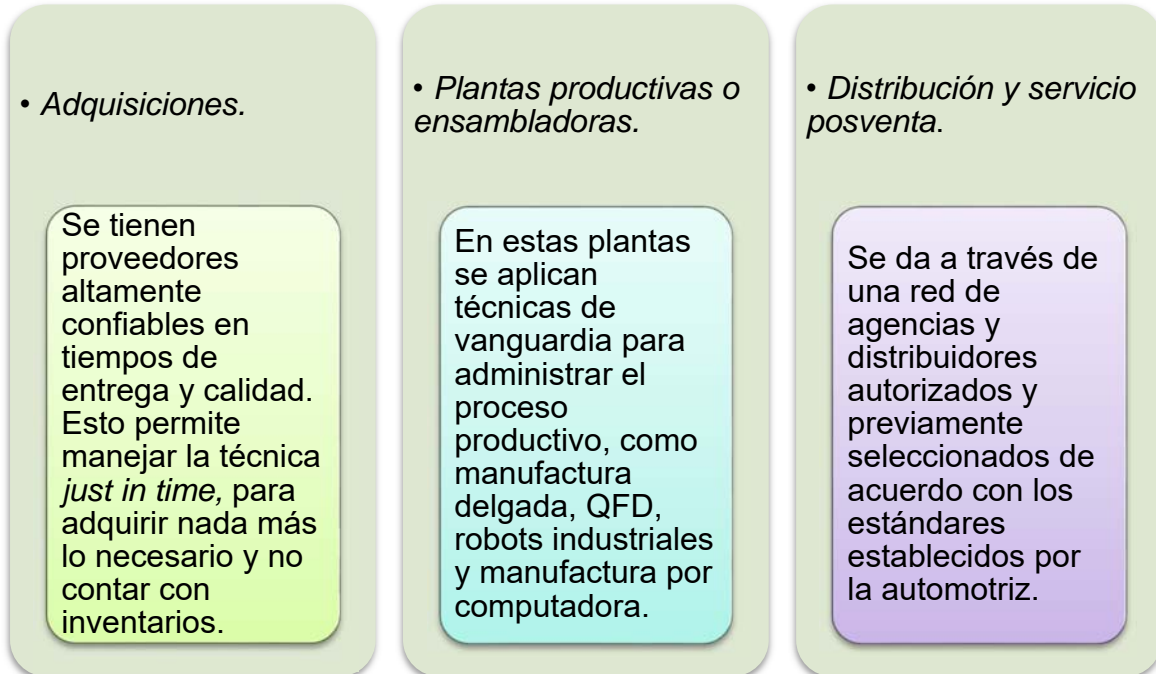 • Adquisiciones.
Se tienen
proveedores
altamente
confiables en
tiempos de
entrega y calidad.
Esto permite
manejar la técnica
just in time, para
adquirir nada más
lo necesario y no
contar con
inventarios.
• Plantas productivas o
ensambladoras.
En estas plantas
se aplican
técnicas de
vanguardia para
administrar el
proceso
productivo, como
manufactura
delgada, QFD,
robots industriales
y manufactura por
computadora.
• Distribución y servicio
posventa.
Se da a través de
una red de
agencias y
distribuidores
autorizados y
previamente
seleccionados de
acuerdo con los
estándares
establecidos por
la automotriz.